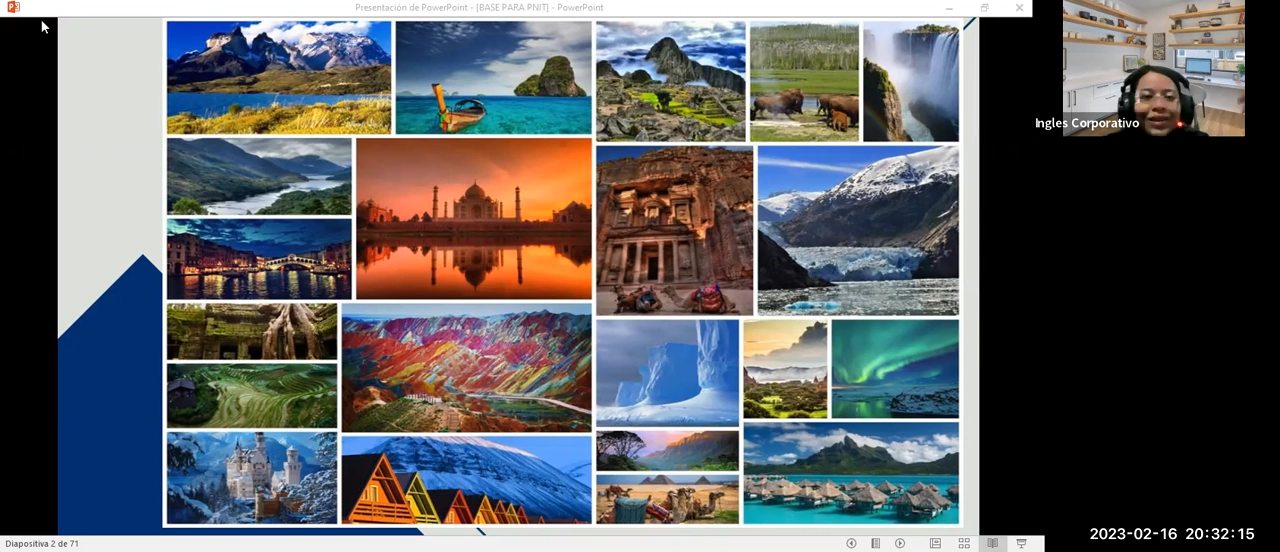 Presentación de PowerPoint - [BASE PARA PNIT] - PowerPoint
Ingles Corporativo
2023-02-16 20:32:15
Diapositiva 2 de 71